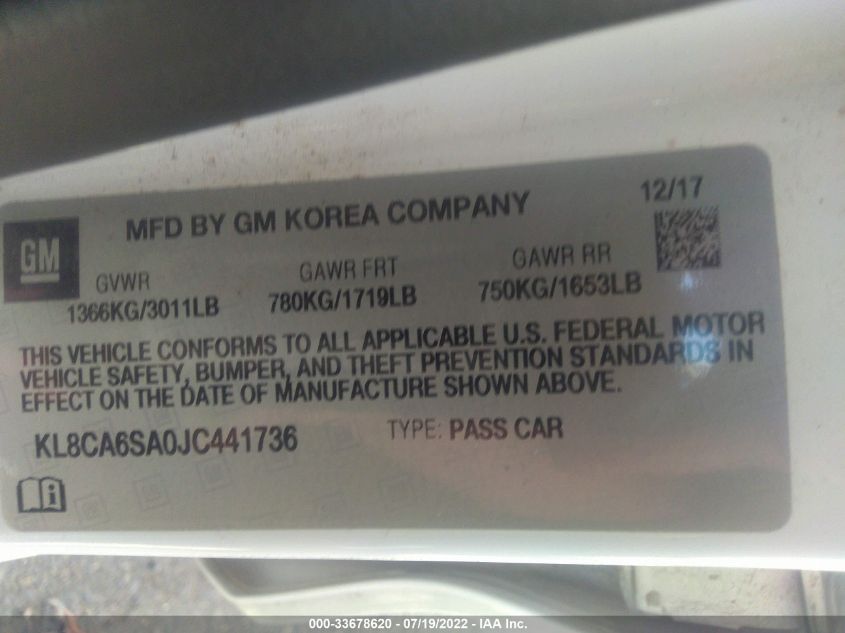 12/17
MFD BY GM KOREA COMPANY
GM
GVWR GAWR FRT GAWR RR
1366KG/3011LB 780KG/1719LB 750KG/1653LB
THIS VEHICLE CONFORMS TO ALL APPLICABLE U.S. FEDERAL MOTOR
VEHICLE SAFETY, BUMPER, AND THEFT PREVENTION STANDARDS IN
EFFECT ON THE DATE OF MANUFACTURE SHOWN ABOVE.
KL8CA6SA0JC441736 TYPE: PASS CAR
000-33678620 - 07/19/2022 - IAA Inc.